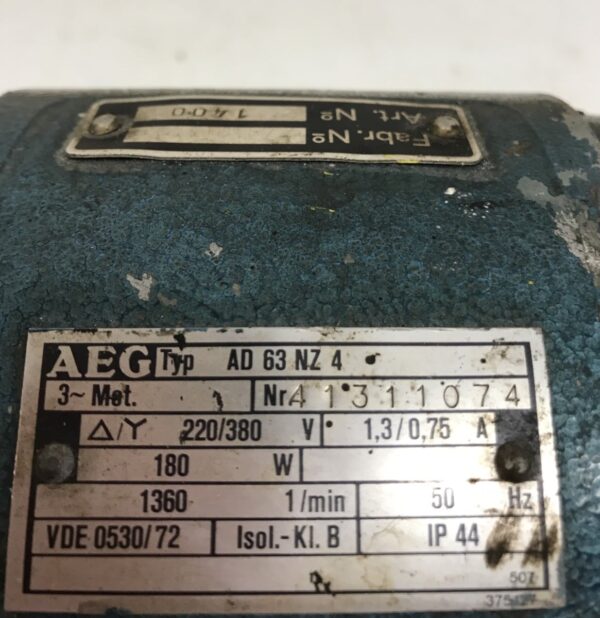 Fabr. Nº
Art. Nº 1400
AEG Typ AD 63 NZ 4
3~ Mot. Nr 41311074
△/Y 220/380 V 1,3/0,75 A
180 W
1360 1/min 50 Hz
VDE 0530/72 Isol.-Kl. B IP 44
507